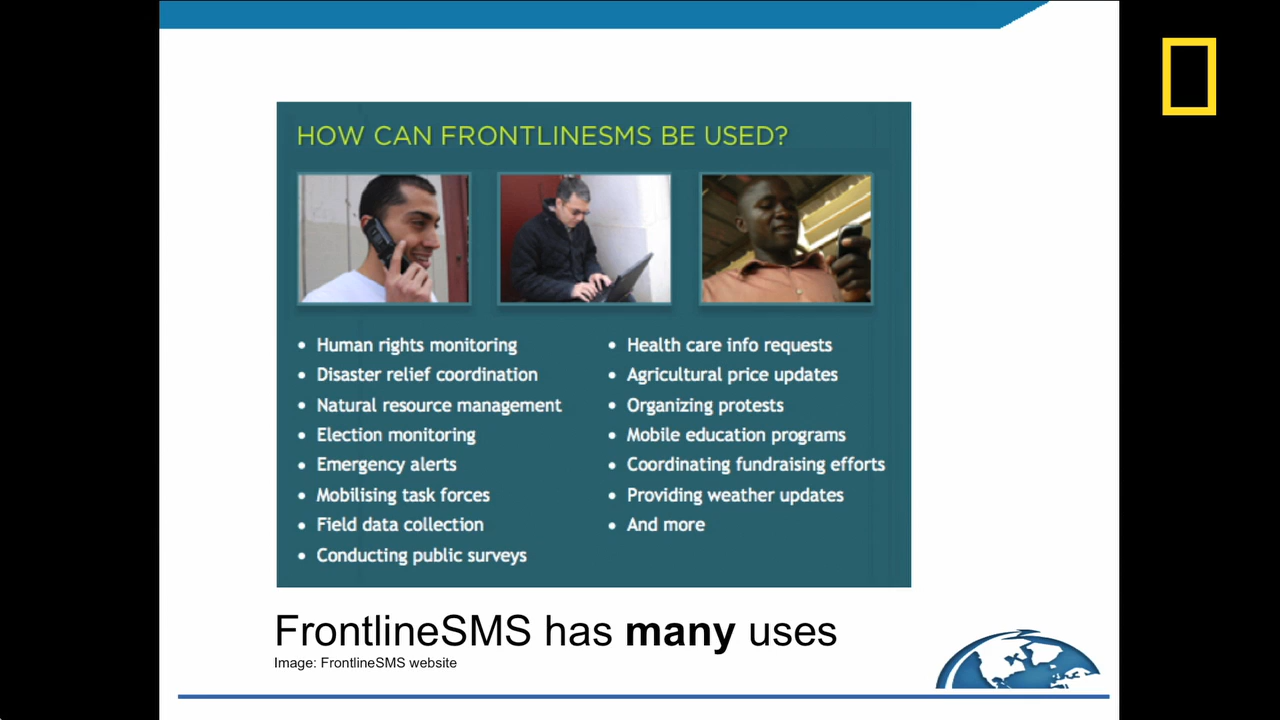 HOW CAN FRONTLINESMS BE USED?
• Human rights monitoring
• Disaster relief coordination
• Natural resource management
• Election monitoring
• Emergency alerts
• Mobilising task forces
• Field data collection
• Conducting public surveys
• Health care info requests
• Agricultural price updates
• Organizing protests
• Mobile education programs
• Coordinating fundraising efforts
• Providing weather updates
• And more
FrontlineSMS has many uses
Image: FrontlineSMS website